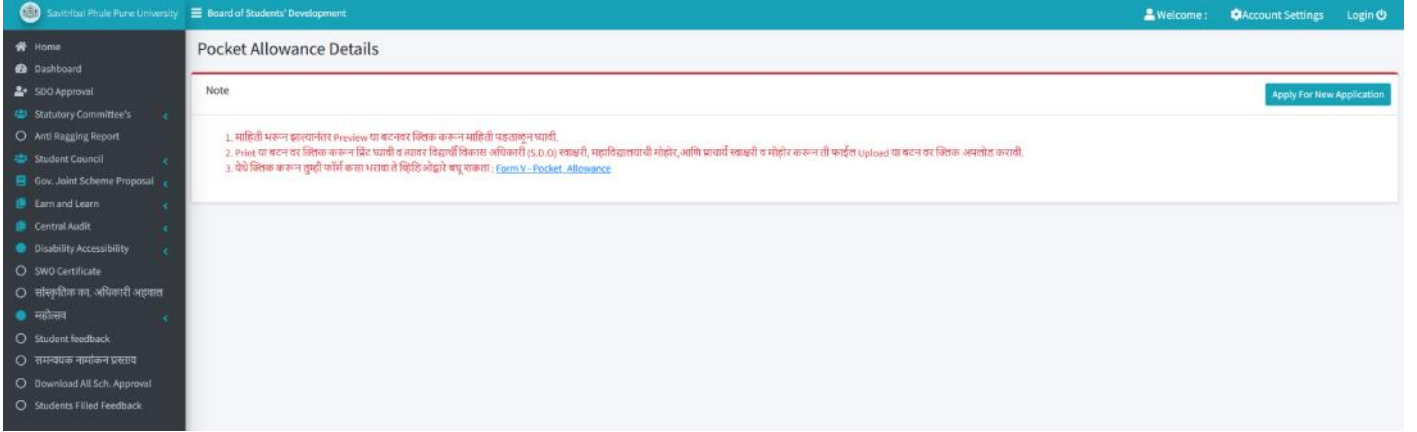 Savitribai Phule Pune University
Board of Students' Development
Welcome :
Account Settings
Login
Home
Dashboard
SDO Approval
Statutory Committee's
Anti Ragging Report
Student Council
Gov. Joint Scheme Proposal
Earn and Learn
Central Audit
Disability Accessibility
SWO Certificate
सांस्कृतिक का. अधिकारी अहवाल
महोत्सव
Student feedback
समन्वयक नामांकन प्रस्ताव
Download All Sch. Approval
Students Filled Feedback
Pocket Allowance Details
Note
Apply For New Application
1. माहिती भरून झाल्यानंतर Preview या बटनवर क्लिक करून माहिती पडताळून घ्यावी.
2. Print या बटन वर क्लिक करून प्रिंट घ्यावी व त्यावर विद्यार्थी विकास अधिकारी (S.D.O) स्वाक्षरी, महाविद्यालयाची मोहोर,आणि प्राचार्य स्वाक्षरी व मोहोर करून ती फाईल Upload या बटन वर क्लिक अपलोड करावी.
3. येथे क्लिक करून तुम्ही फॉर्म कसा भरावा ते व्हिडिओद्वारे बघू शकता : Form V - Pocket Allowance